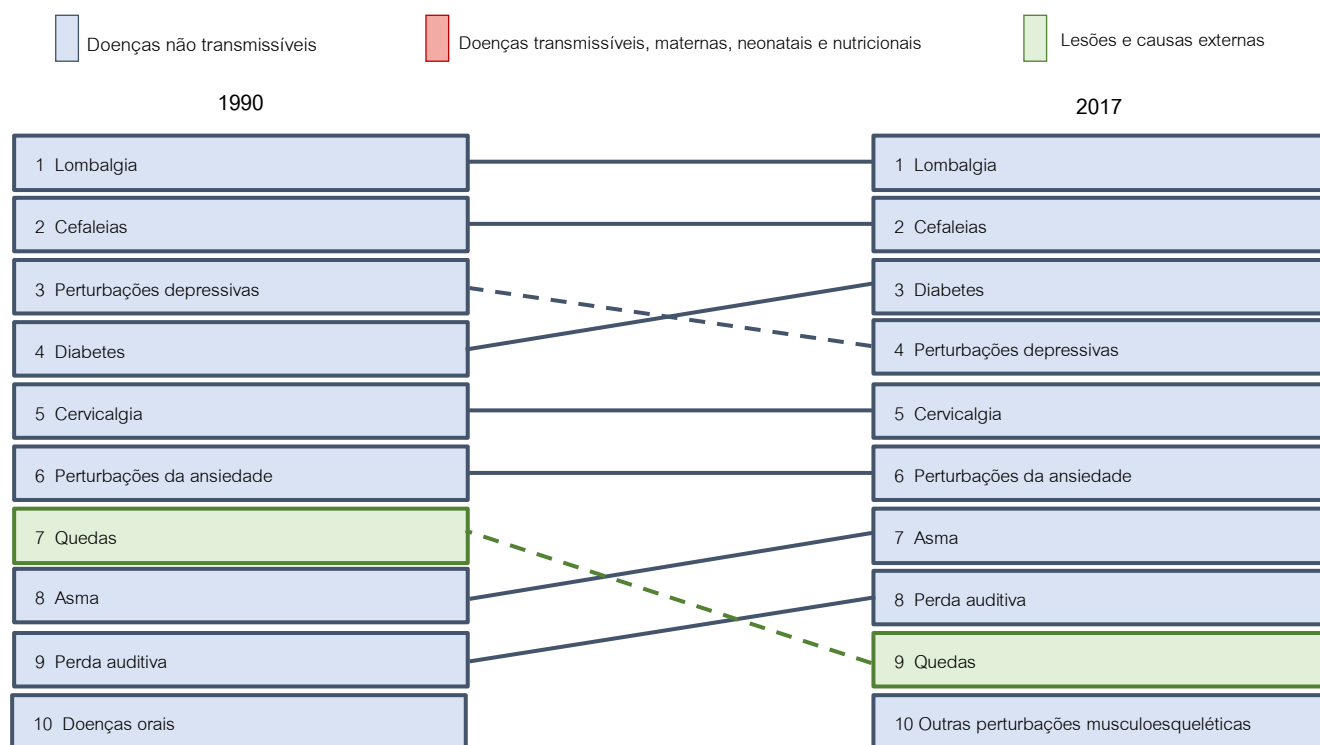 Doenças não transmissíveis
Doenças transmissíveis, maternas, neonatais e nutricionais
Lesões e causas externas
1990
2017
1 Lombalgia
1 Lombalgia
2 Cefaleias
2 Cefaleias
3 Perturbações depressivas
3 Diabetes
4 Diabetes
4 Perturbações depressivas
5 Cervicalgia
5 Cervicalgia
6 Perturbações da ansiedade
6 Perturbações da ansiedade
7 Quedas
7 Asma
8 Asma
8 Perda auditiva
9 Perda auditiva
9 Quedas
10 Doenças orais
10 Outras perturbações musculoesqueléticas